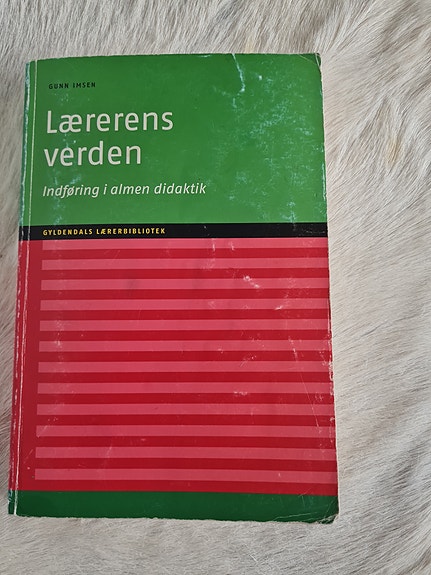 GUNN IMSEN
Lærerens
verden
Indføring i almen didaktik
GYLDENDALS LÆRERBIBLIOTEK